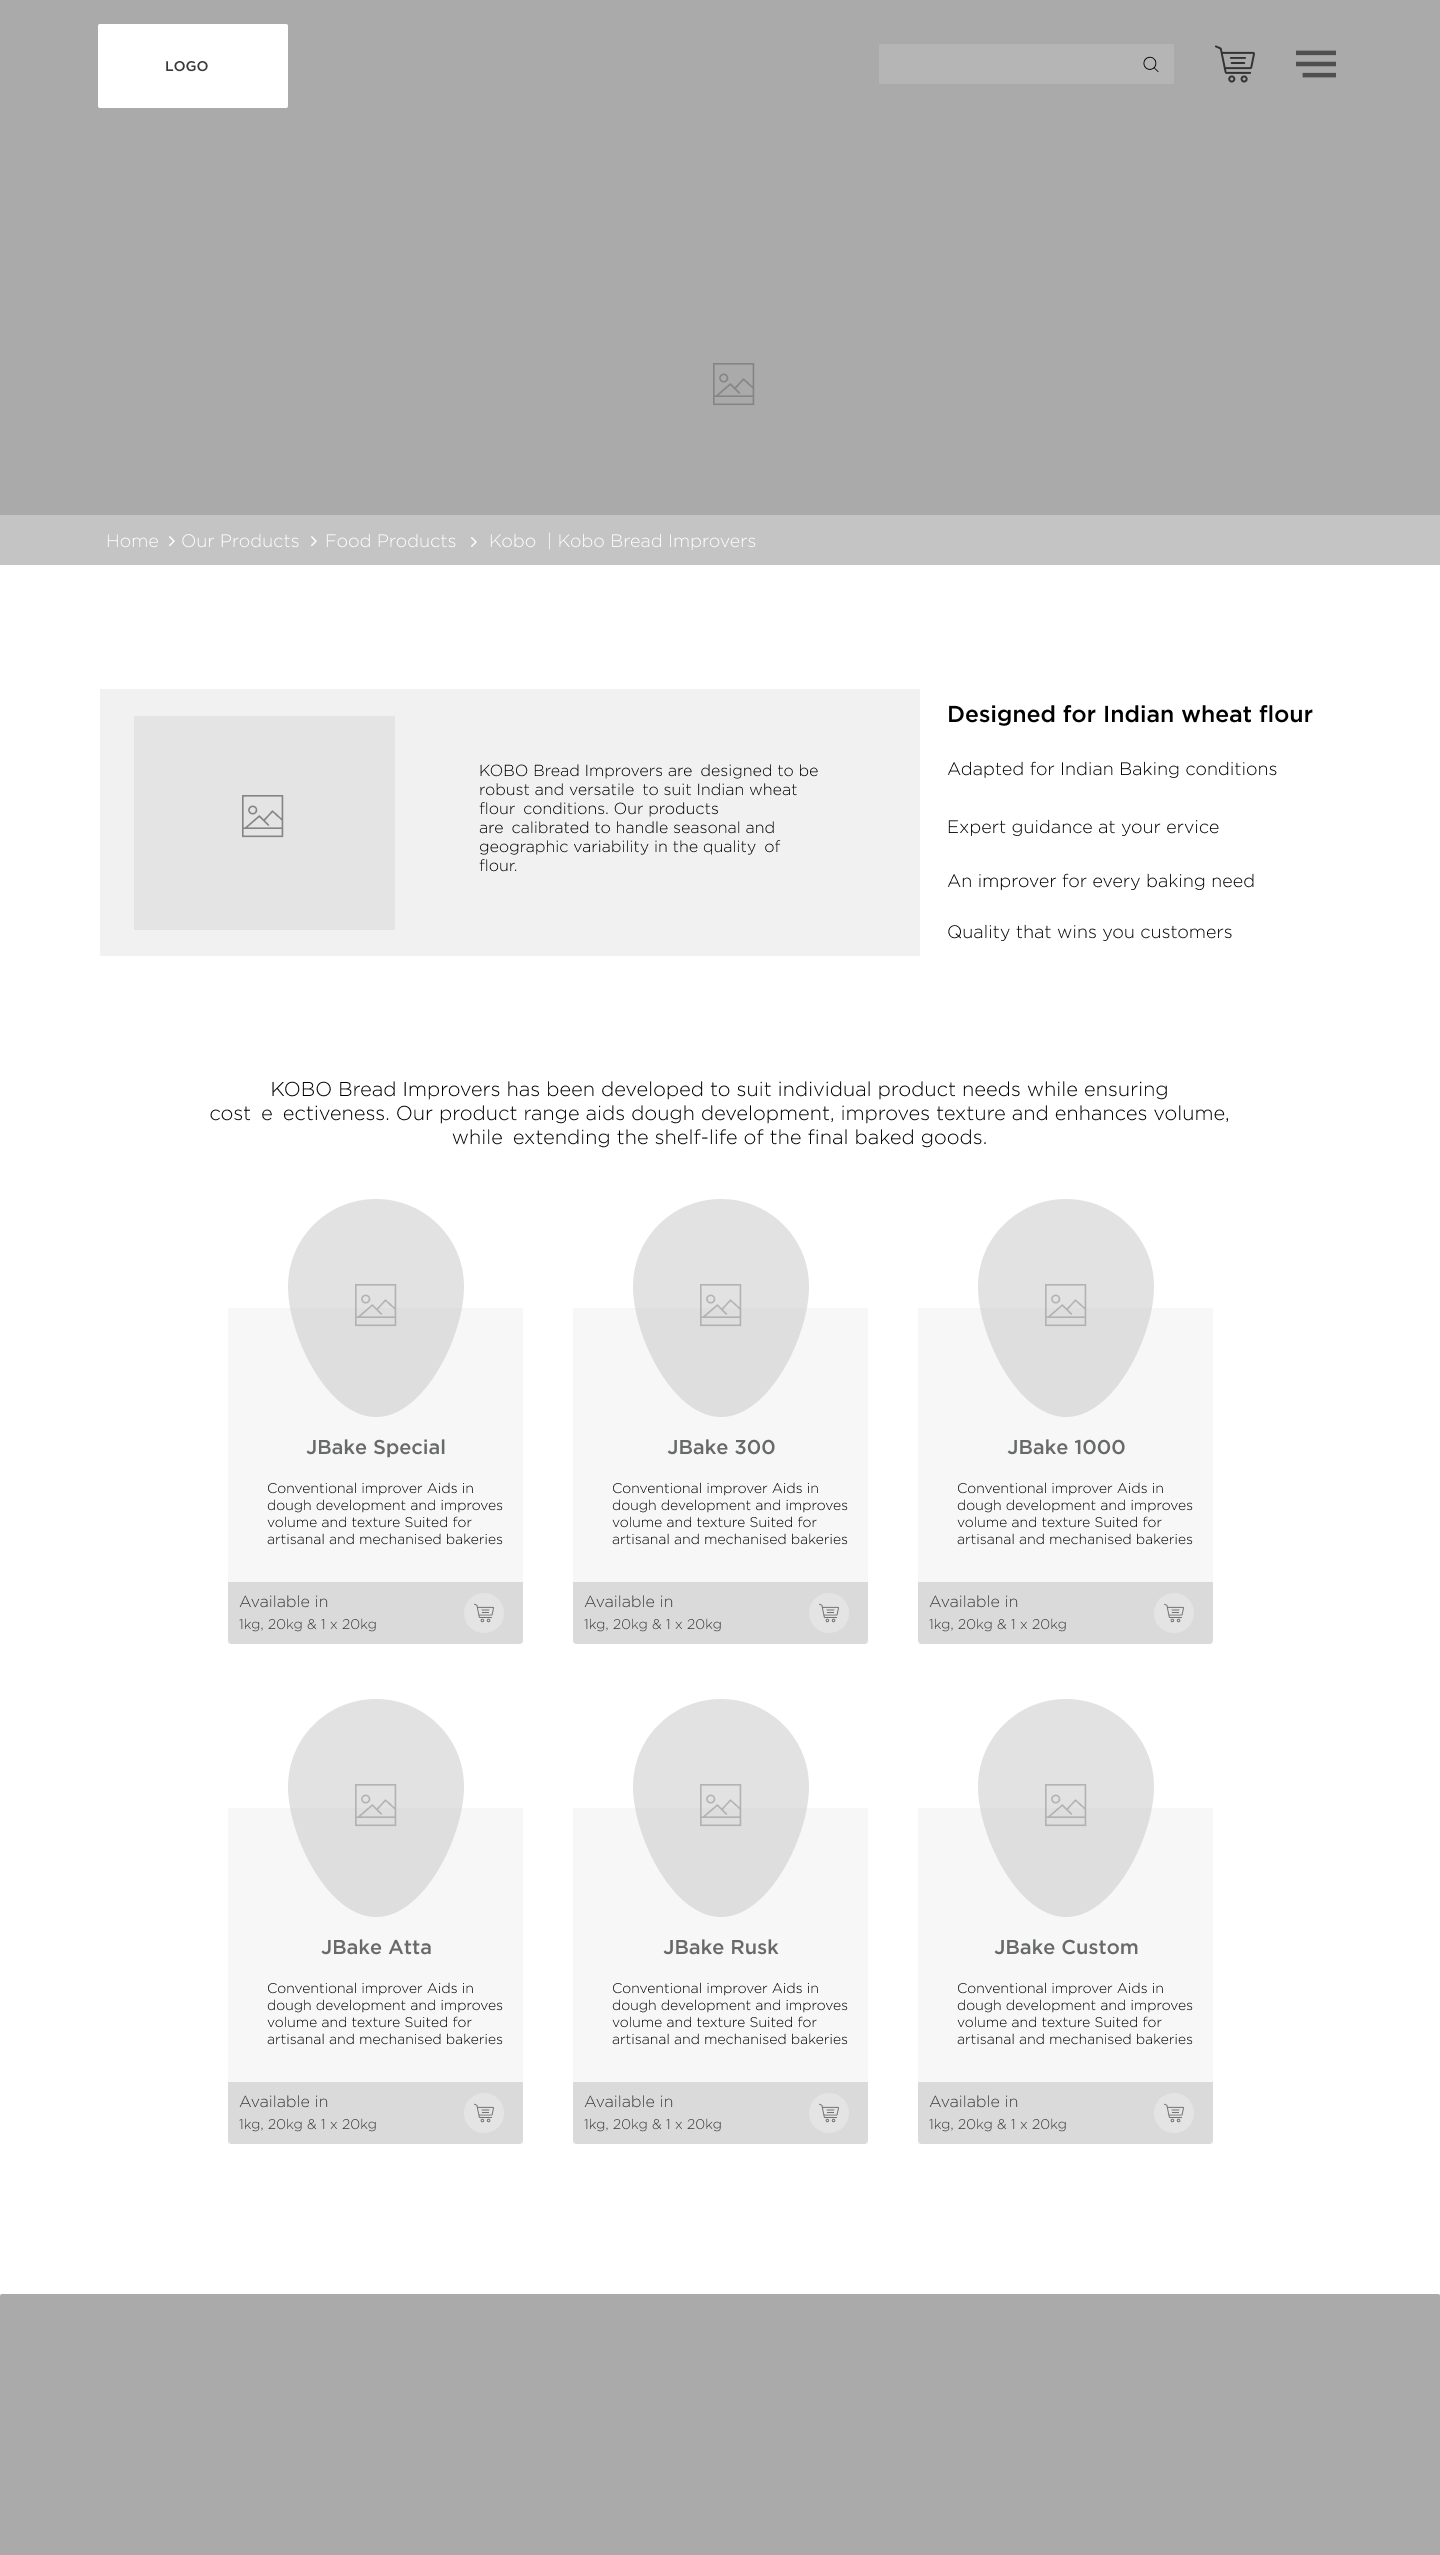 LOGO
Home > Our Products > Food Products > Kobo | Kobo Bread Improvers
KOBO Bread Improvers are designed to be
robust and versatile to suit Indian wheat
flour conditions. Our products
are calibrated to handle seasonal and
geographic variability in the quality of
flour.
Designed for Indian wheat flour
Adapted for Indian Baking conditions
Expert guidance at your ervice
An improver for every baking need
Quality that wins you customers
KOBO Bread Improvers has been developed to suit individual product needs while ensuring
cost e ectiveness. Our product range aids dough development, improves texture and enhances volume,
while extending the shelf-life of the final baked goods.
JBake Special
Conventional improver Aids in
dough development and improves
volume and texture Suited for
artisanal and mechanised bakeries
Available in
1kg, 20kg & 1 x 20kg
JBake 300
Conventional improver Aids in
dough development and improves
volume and texture Suited for
artisanal and mechanised bakeries
Available in
1kg, 20kg & 1 x 20kg
JBake 1000
Conventional improver Aids in
dough development and improves
volume and texture Suited for
artisanal and mechanised bakeries
Available in
1kg, 20kg & 1 x 20kg
JBake Atta
Conventional improver Aids in
dough development and improves
volume and texture Suited for
artisanal and mechanised bakeries
Available in
1kg, 20kg & 1 x 20kg
JBake Rusk
Conventional improver Aids in
dough development and improves
volume and texture Suited for
artisanal and mechanised bakeries
Available in
1kg, 20kg & 1 x 20kg
JBake Custom
Conventional improver Aids in
dough development and improves
volume and texture Suited for
artisanal and mechanised bakeries
Available in
1kg, 20kg & 1 x 20kg